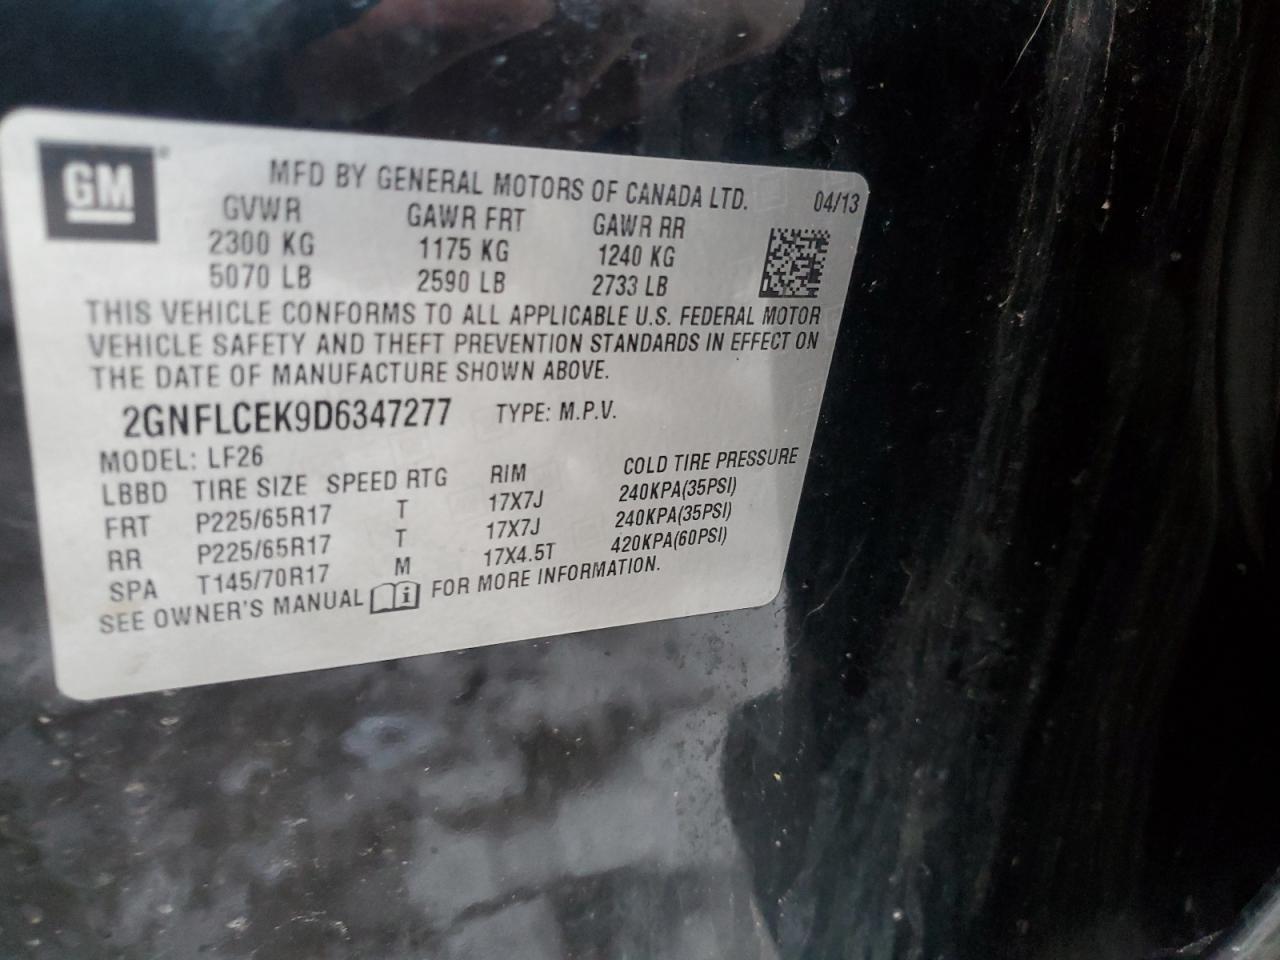 GM
MFD BY GENERAL MOTORS OF CANADA LTD. 04/13
GVWR GAWR FRT GAWR RR
2300 KG 1175 KG 1240 KG
5070 LB 2590 LB 2733 LB
THIS VEHICLE CONFORMS TO ALL APPLICABLE U.S. FEDERAL MOTOR
VEHICLE SAFETY AND THEFT PREVENTION STANDARDS IN EFFECT ON
THE DATE OF MANUFACTURE SHOWN ABOVE.
2GNFLCEK9D6347277 TYPE: M.P.V.
MODEL: LF26
LBBD TIRE SIZE SPEED RTG RIM COLD TIRE PRESSURE
FRT P225/65R17 T 17X7J 240KPA(35PSI)
RR P225/65R17 T 17X7J 240KPA(35PSI)
SPA T145/70R17 M 17X4.5T 420KPA(60PSI)
SEE OWNER'S MANUAL i FOR MORE INFORMATION.